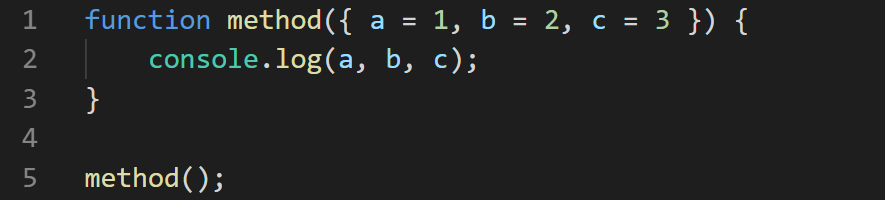 1 function method({ a = 1, b = 2, c = 3 }) {
2     console.log(a, b, c);
3 }
4
5 method();